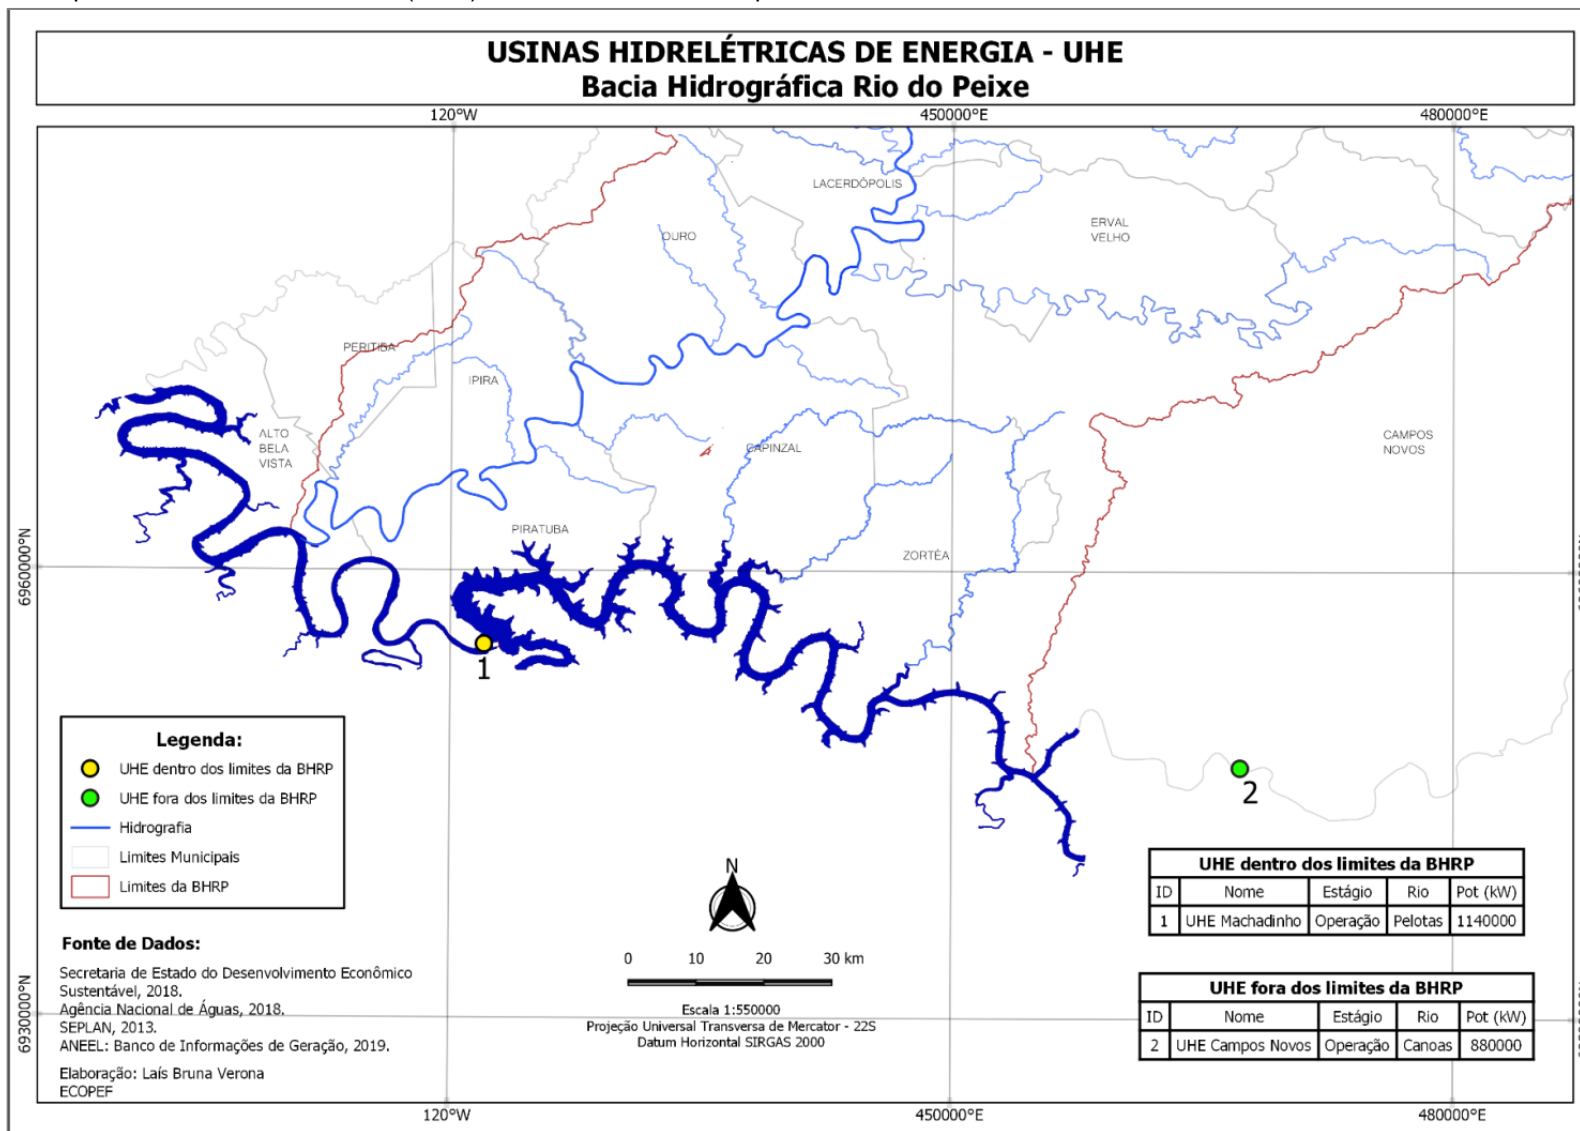 USINAS HIDRELÉTRICAS DE ENERGIA - UHE
Bacia Hidrográfica Rio do Peixe
120°W
450000°E
480000°E
LACERDÓPOLIS
OURO
ERVAL
VELHO
PERITIBA
IPIRA
ALTO
BELA
VISTA
CAPINZAL
CAMPOS
NOVOS
PIRATUBA
ZORTÉA
6960000°N
1
2
Legenda:
UHE dentro dos limites da BHRP
UHE fora dos limites da BHRP
Hidrografia
Limites Municipais
Limites da BHRP
Fonte de Dados:
Secretaria de Estado do Desenvolvimento Econômico
Sustentável, 2018.
Agência Nacional de Águas, 2018.
SEPLAN, 2013.
ANEEL: Banco de Informações de Geração, 2019.
Elaboração: Laís Bruna Verona
ECOPEF
6930000°N
N
0 10 20 30 km
Escala 1:550000
Projeção Universal Transversa de Mercator - 22S
Datum Horizontal SIRGAS 2000
UHE dentro dos limites da BHRP
ID Nome Estágio Rio Pot (kW)
1 UHE Machadinho Operação Pelotas 1140000
UHE fora dos limites da BHRP
ID Nome Estágio Rio Pot (kW)
2 UHE Campos Novos Operação Canoas 880000
120°W
450000°E
480000°E